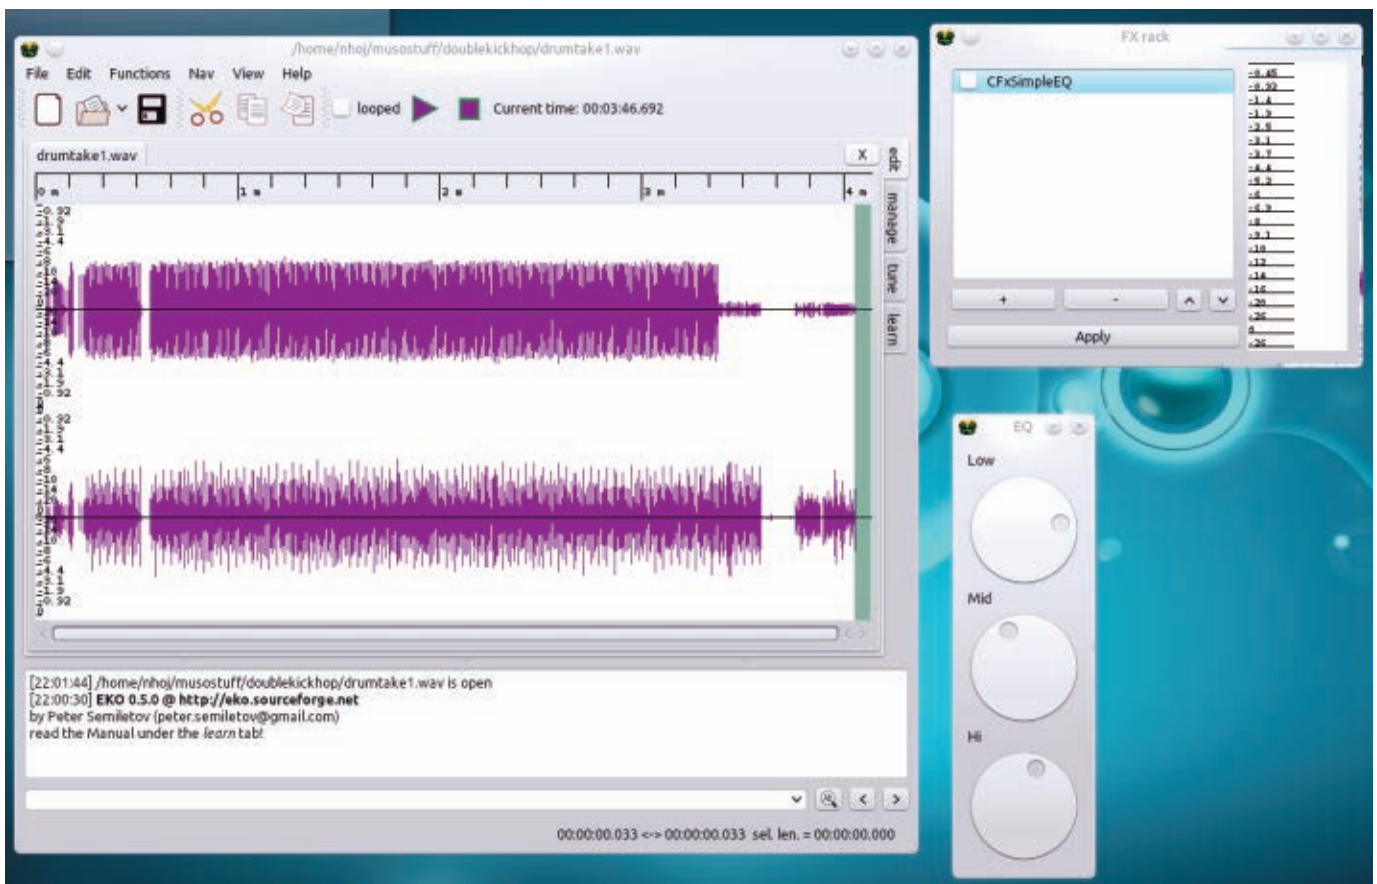 /home/nhoj/musostuff/doublekickhop/drumtake1.wav
File Edit Functions Nav View Help
looped Current time: 00:03:46.692
drumtake1.wav X
edit
manage
tune
learn
0 m 1 m 2 m 3 m 4 m
[22:01:44] /home/nhoj/musostuff/doublekickhop/drumtake1.wav is open
[22:00:30] EKO 0.5.0 @ http://eko.sourceforge.net
by Peter Semiletov (peter.semiletov@gmail.com)
read the Manual under the learn tab!
00:00:00.033 <-> 00:00:00.033 sel. len. = 00:00:00.000
FX rack
CFxSimpleEQ
+ -
Apply
EQ
Low
Mid
Hi